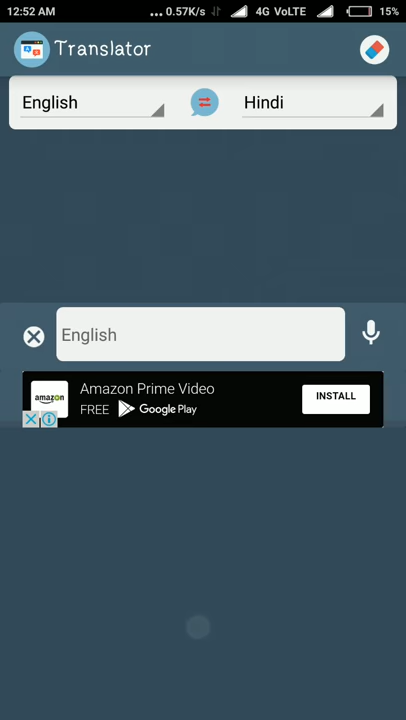 12:52 AM ... 0.57K/s 4G VoLTE 15%
Translator
English Hindi
English
amazon
Amazon Prime Video
FREE Google Play
INSTALL